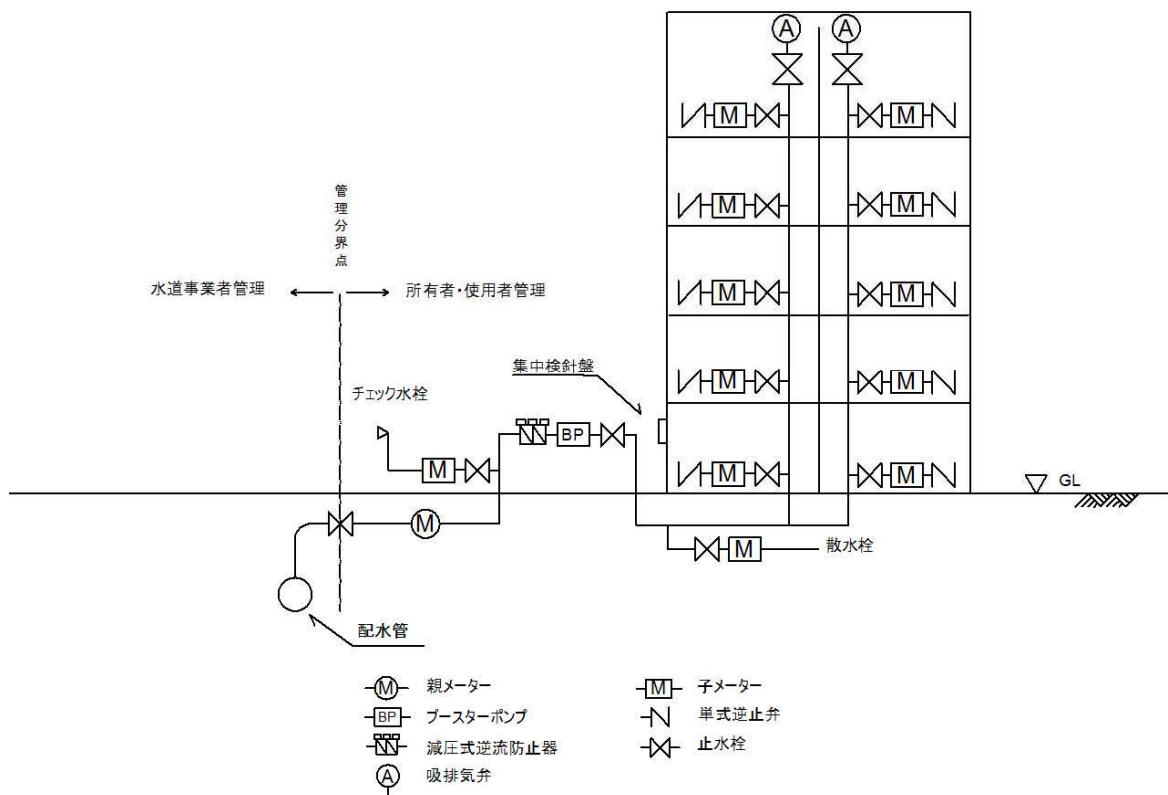 A A
M M
M M
管理分界点
水道事業者管理 所有者・使用者管理
M M
集中検針盤
チェック水栓
M M
BP
M
M M
GL
M
M 散水栓
配水管
M 親メーター
M 子メーター
BP ブースターポンプ
単式逆止弁
減圧式逆流防止器
止水栓
A 吸排気弁